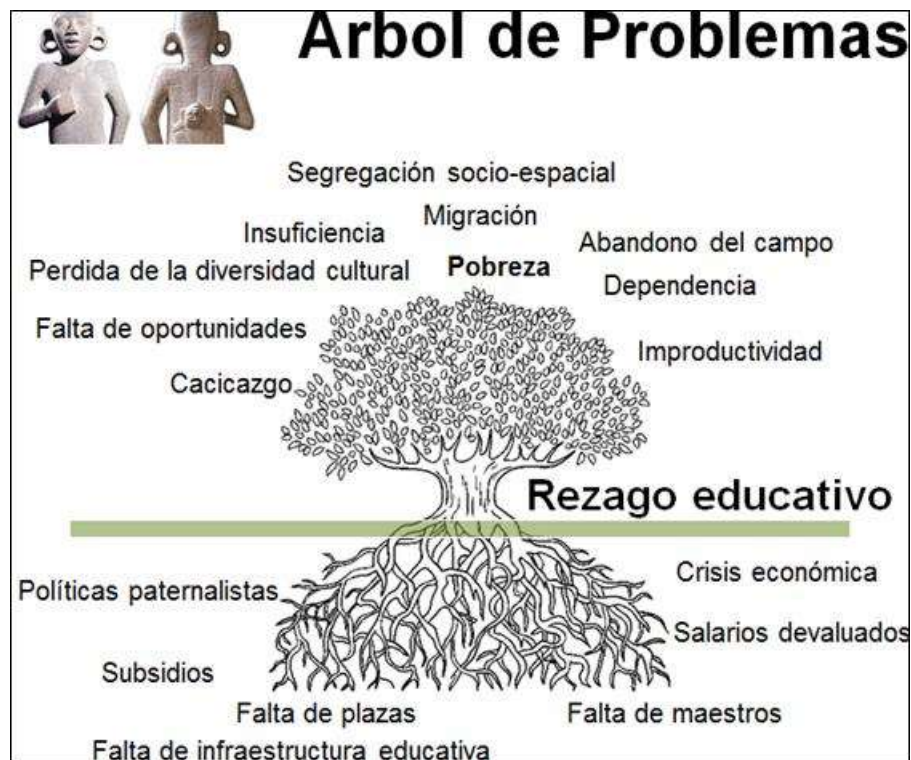 Arbol de Problemas
Segregación socio-espacial
Migración
Insuficiencia
Abandono del campo
Perdida de la diversidad cultural
Pobreza
Dependencia
Falta de oportunidades
Improductividad
Cacicazgo
Rezago educativo
Crisis económica
Políticas paternalistas
Salarios devaluados
Subsidios
Falta de plazas
Falta de maestros
Falta de infraestructura educativa